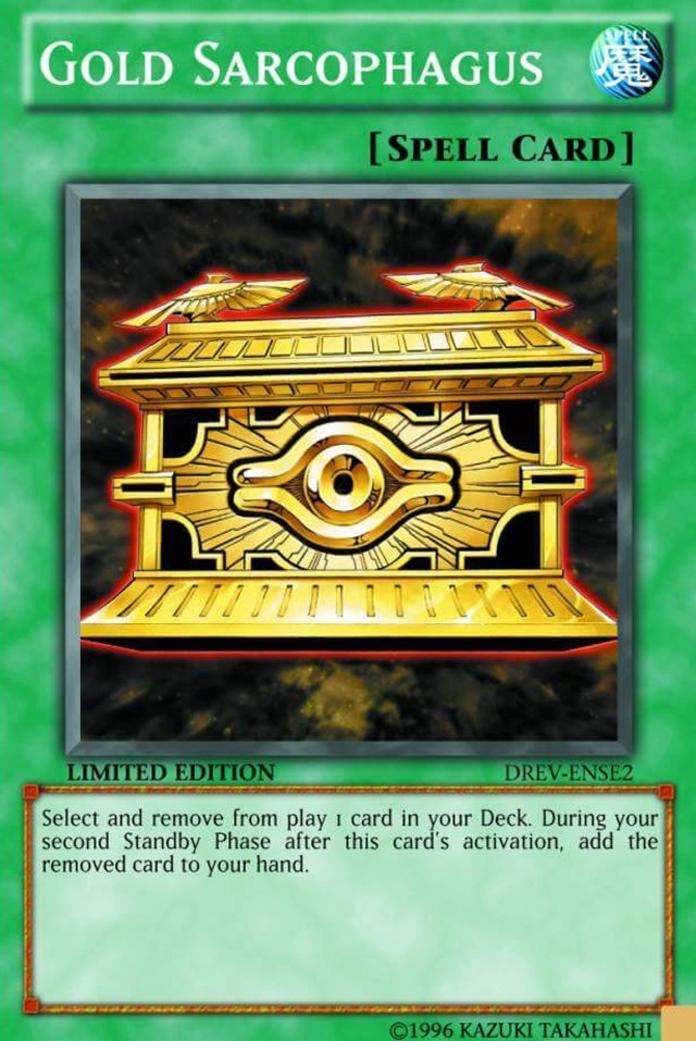 GOLD SARCOPHAGUS
SPELL
魔
[SPELL CARD]
LIMITED EDITION DREV-ENSE2
Select and remove from play 1 card in your Deck. During your
second Standby Phase after this card's activation, add the
removed card to your hand.
©1996 KAZUKI TAKAHASHI